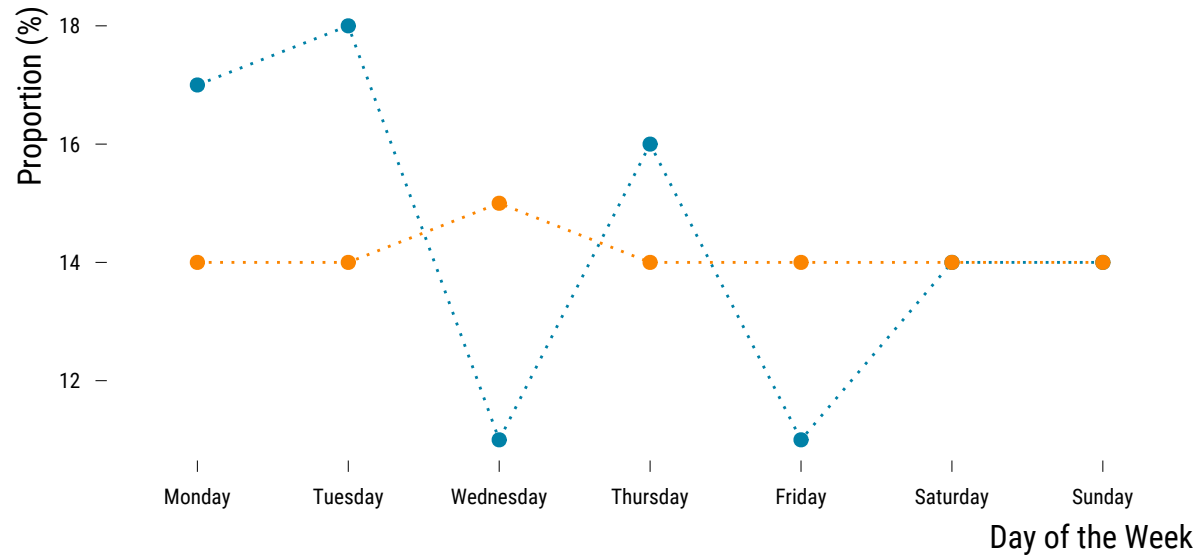 Proportion (%)
18
16
14
12
Monday Tuesday Wednesday Thursday Friday Saturday Sunday
Day of the Week